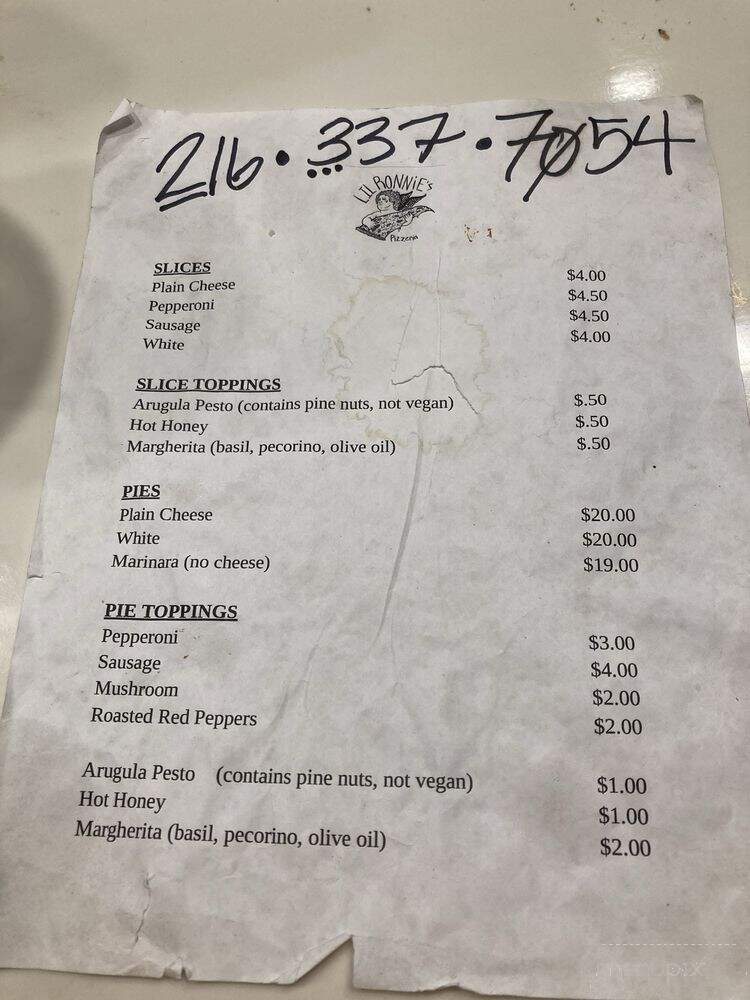 216.337.7054
LIL RONNIE'S
Pizzeria
SLICES
Plain Cheese $4.00
Pepperoni $4.50
Sausage $4.50
White $4.00
SLICE TOPPINGS
Arugula Pesto (contains pine nuts, not vegan) $.50
Hot Honey $.50
Margherita (basil, pecorino, olive oil) $.50
PIES
Plain Cheese $20.00
White $20.00
Marinara (no cheese) $19.00
PIE TOPPINGS
Pepperoni $3.00
Sausage $4.00
Mushroom $2.00
Roasted Red Peppers $2.00
Arugula Pesto (contains pine nuts, not vegan) $1.00
Hot Honey $1.00
Margherita (basil, pecorino, olive oil) $2.00